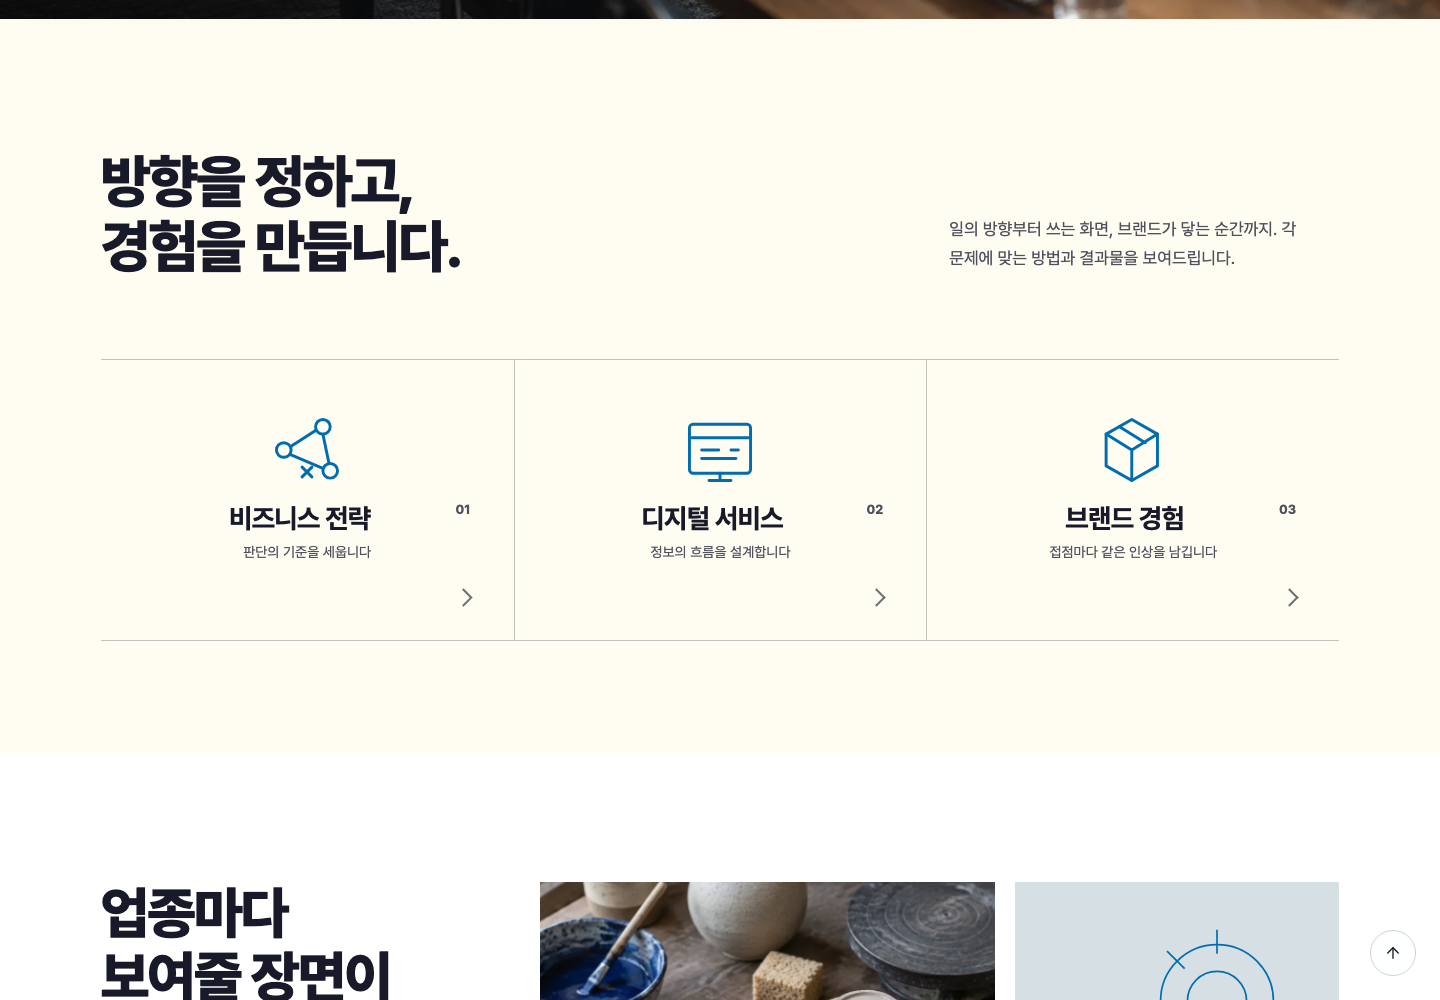 방향을 정하고,
경험을 만듭니다.
일의 방향부터 쓰는 화면, 브랜드가 닿는 순간까지. 각
문제에 맞는 방법과 결과물을 보여드립니다.
비즈니스 전략
01
판단의 기준을 세웁니다
디지털 서비스
02
정보의 흐름을 설계합니다
브랜드 경험
03
접점마다 같은 인상을 남깁니다
업종마다
보여줄 장면이